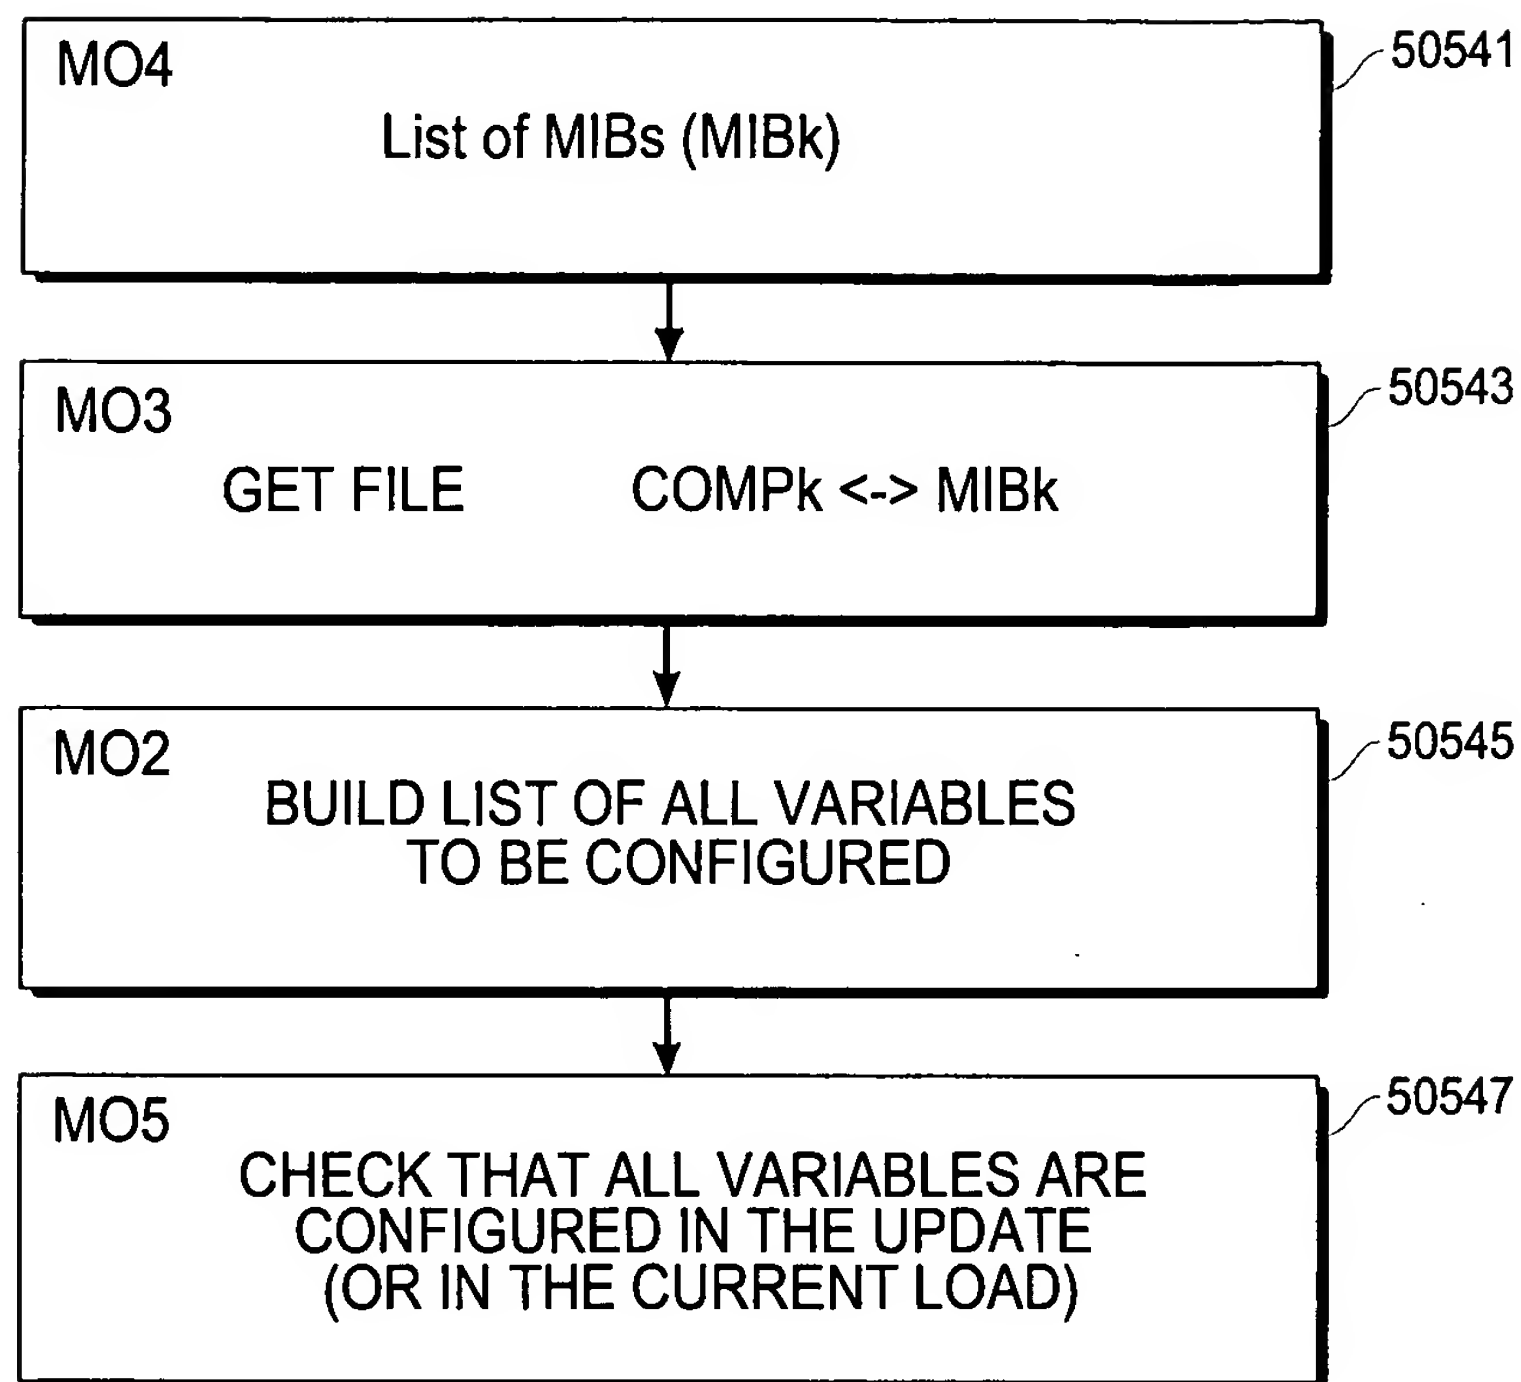 MO4
50541
List of MIBs (MIBk)
MO3
50543
GET FILE COMPk <-> MIBk
MO2
50545
BUILD LIST OF ALL VARIABLES
TO BE CONFIGURED
MO5
50547
CHECK THAT ALL VARIABLES ARE
CONFIGURED IN THE UPDATE
(OR IN THE CURRENT LOAD)